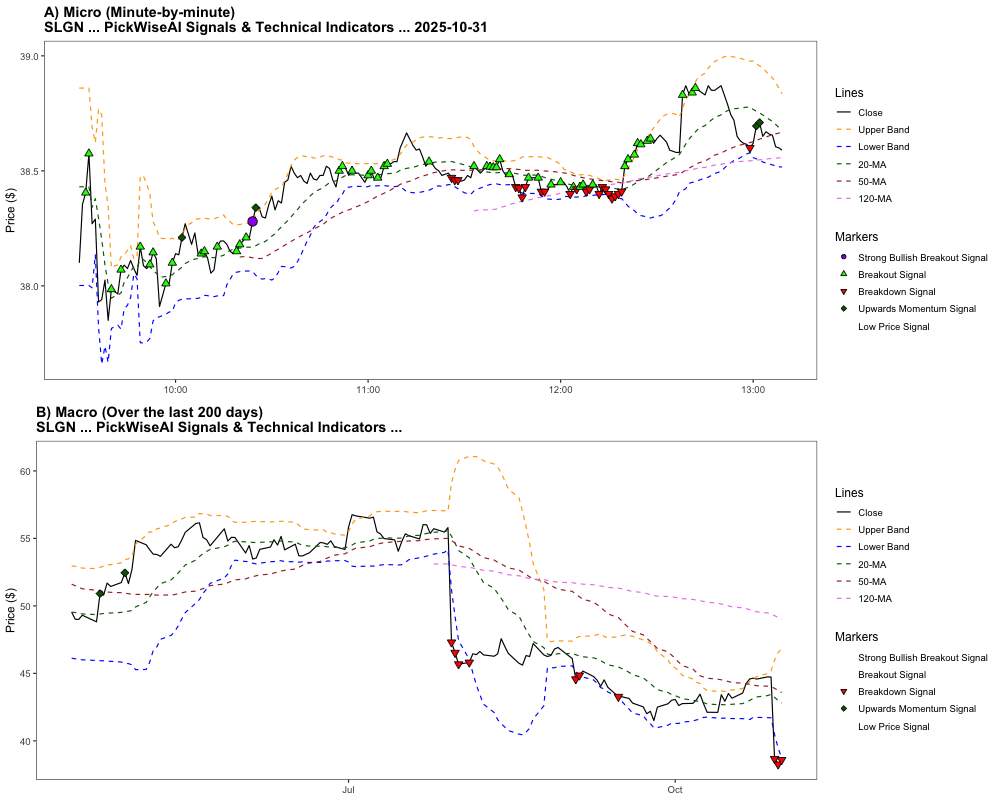 A) Micro (Minute-by-minute)
SLGN ... PickWiseAI Signals & Technical Indicators ... 2025-10-31
39.0
38.5
38.0
Price ($)
10:00
11:00
12:00
13:00
Lines
Close
Upper Band
Lower Band
20-MA
50-MA
120-MA
Markers
Strong Bullish Breakout Signal
Breakout Signal
Breakdown Signal
Upwards Momentum Signal
Low Price Signal
B) Macro (Over the last 200 days)
SLGN ... PickWiseAI Signals & Technical Indicators ...
60
55
50
45
40
Price ($)
Jul
Oct
Lines
Close
Upper Band
Lower Band
20-MA
50-MA
120-MA
Markers
Strong Bullish Breakout Signal
Breakout Signal
Breakdown Signal
Upwards Momentum Signal
Low Price Signal